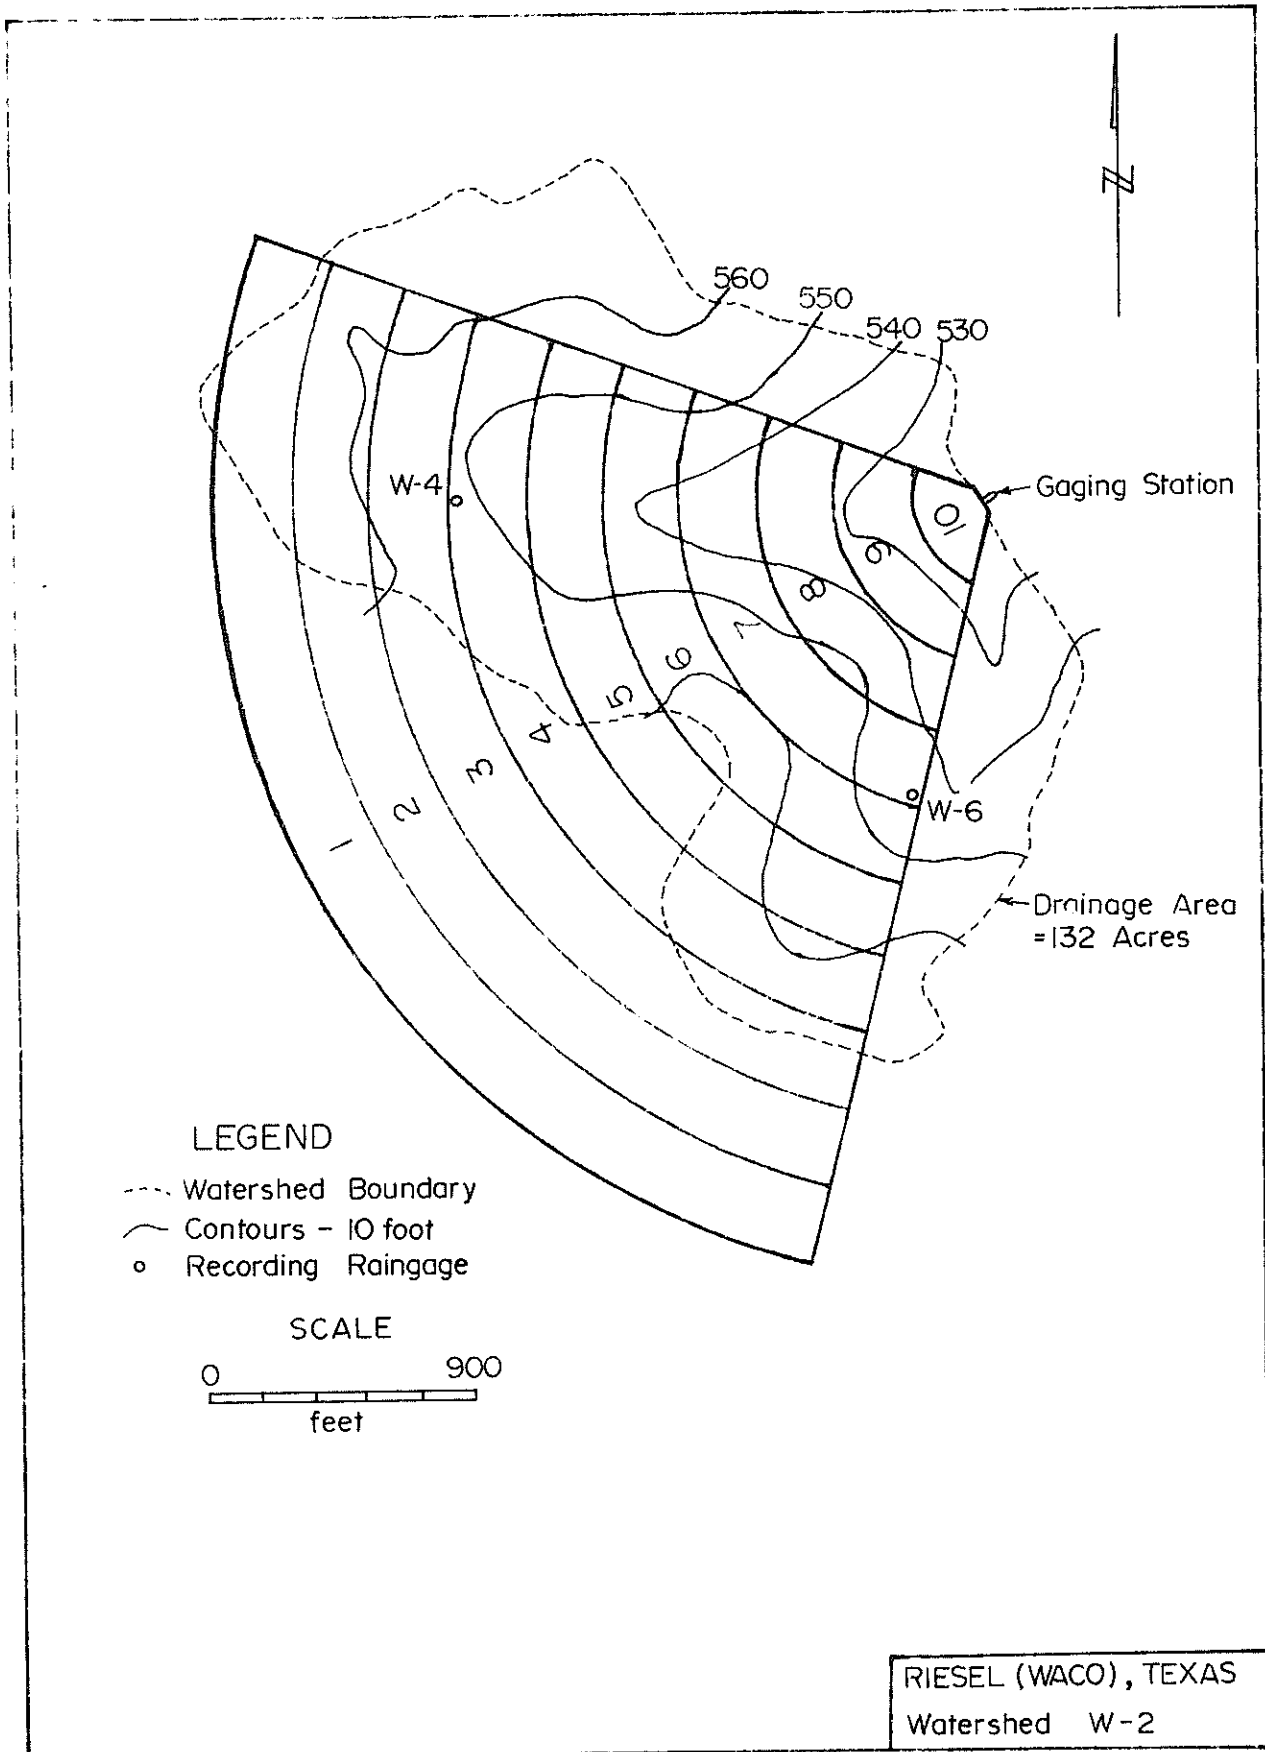 N
560
550
540 530
W-4
Gaging Station
10
9
8
7
6
5
4
3
2
1
W-6
Drainage Area
=132 Acres
LEGEND
Watershed Boundary
Contours - 10 foot
Recording Raingage
SCALE
0 900
feet
RIESEL (WACO), TEXAS
Watershed W-2